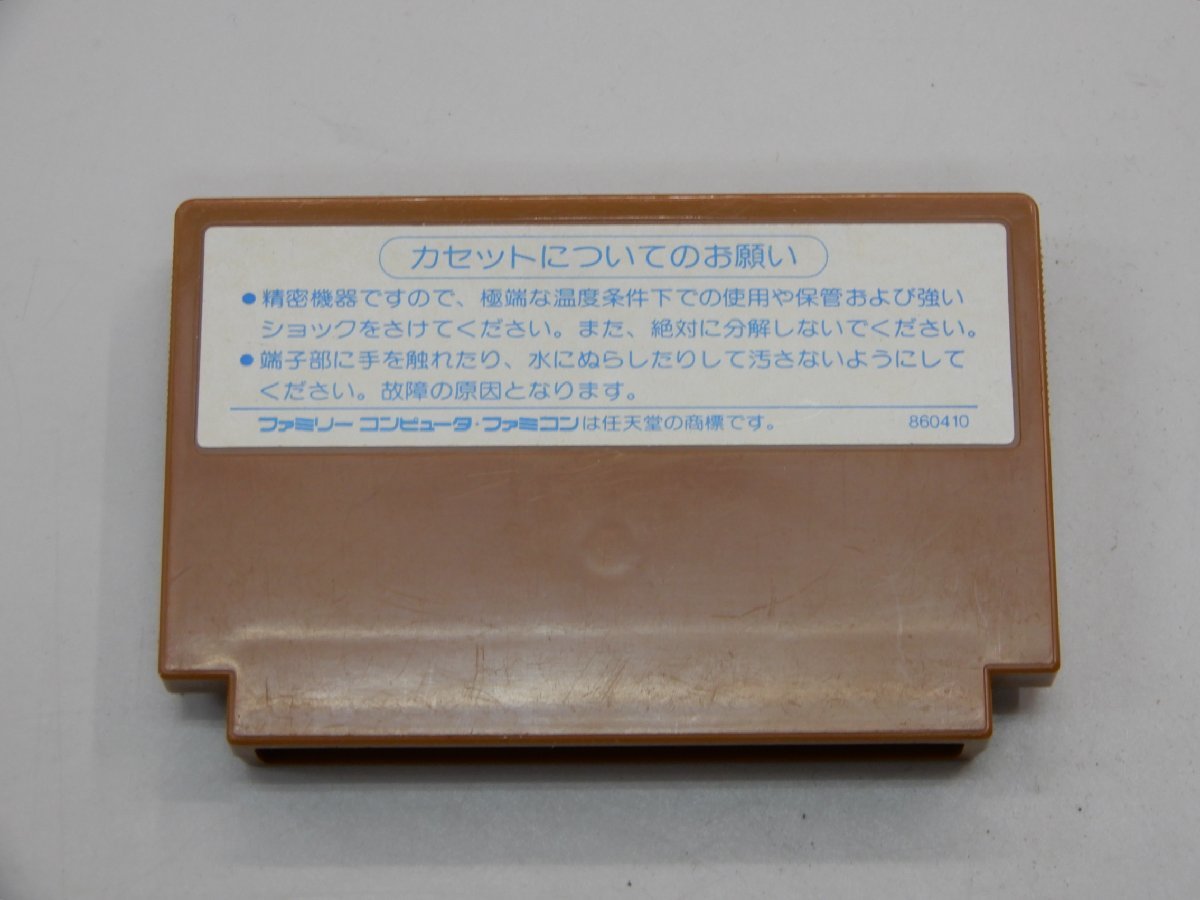 カセットについてのお願い
●精密機器ですので、極端な温度条件下での使用や保管および強い
ショックをさけてください。また、絶対に分解しないでください。
●端子部に手を触れたり、水にぬらしたりして汚さないようにして
ください。故障の原因となります。
ファミリー コンピュータ・ファミコンは任天堂の商標です。 860410